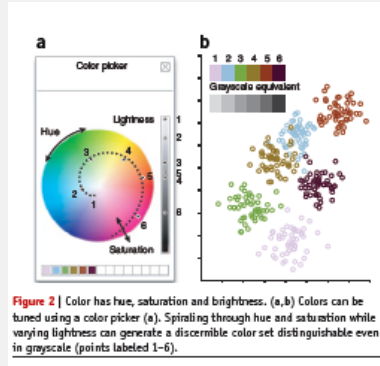 a
Color picker
Lightness
Hue
1
2
3
4
5
6
Saturation
1
2
3
5
4
6
b
1 2 3 4 5 6
Grayscale equivalent
Figure 2 | Color has hue, saturation and brightness. (a,b) Colors can be
tuned using a color picker (a). Spiraling through hue and saturation while
varying lightness can generate a discernible color set distinguishable even
in grayscale (points labeled 1–6).